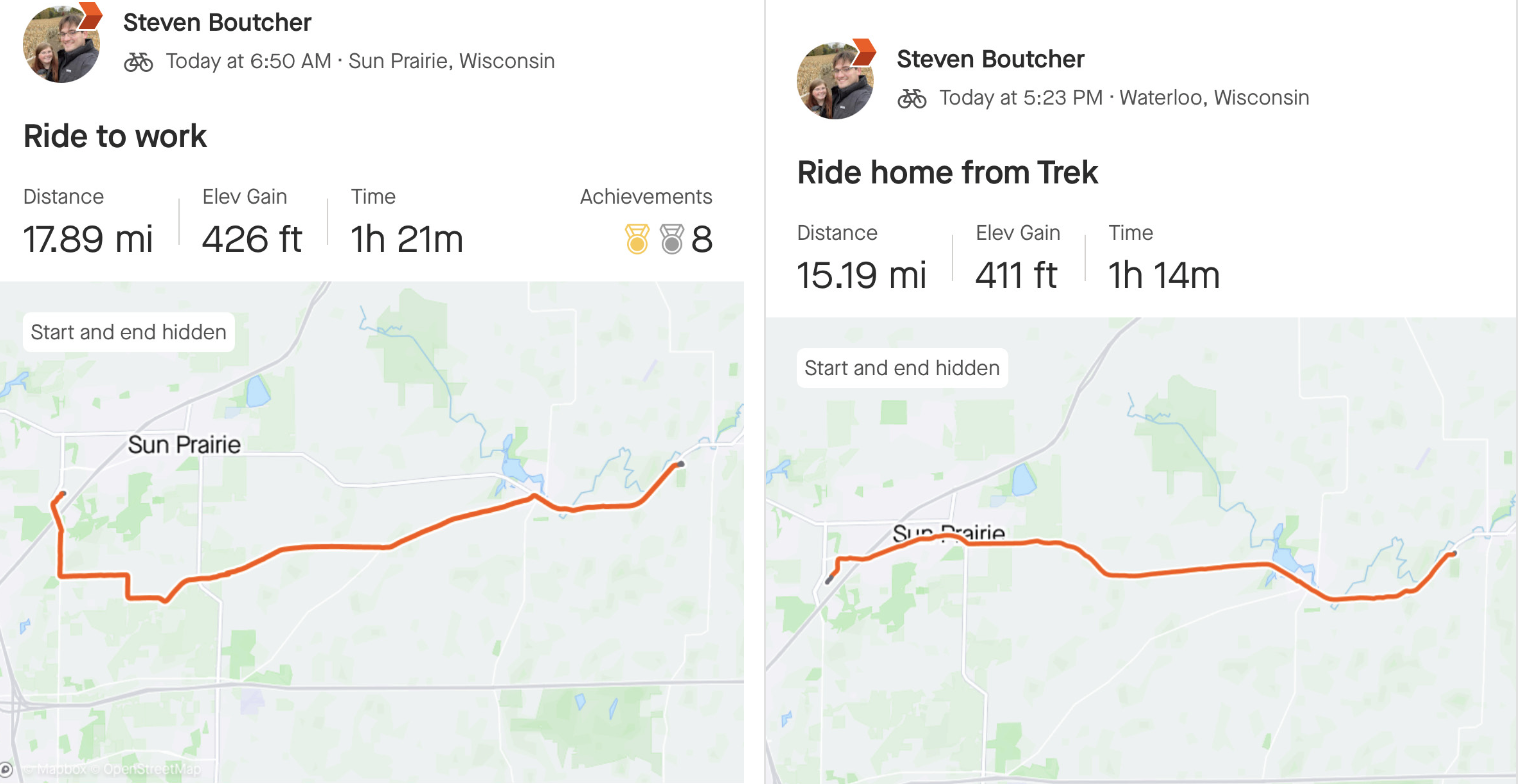 Steven Boutcher
Today at 6:50 AM · Sun Prairie, Wisconsin
Ride to work
Distance Elev Gain Time Achievements
17.89 mi 426 ft 1h 21m 8
Start and end hidden
Sun Prairie
© Mapbox © OpenStreetMap
Steven Boutcher
Today at 5:23 PM · Waterloo, Wisconsin
Ride home from Trek
Distance Elev Gain Time
15.19 mi 411 ft 1h 14m
Start and end hidden
Sun Prairie